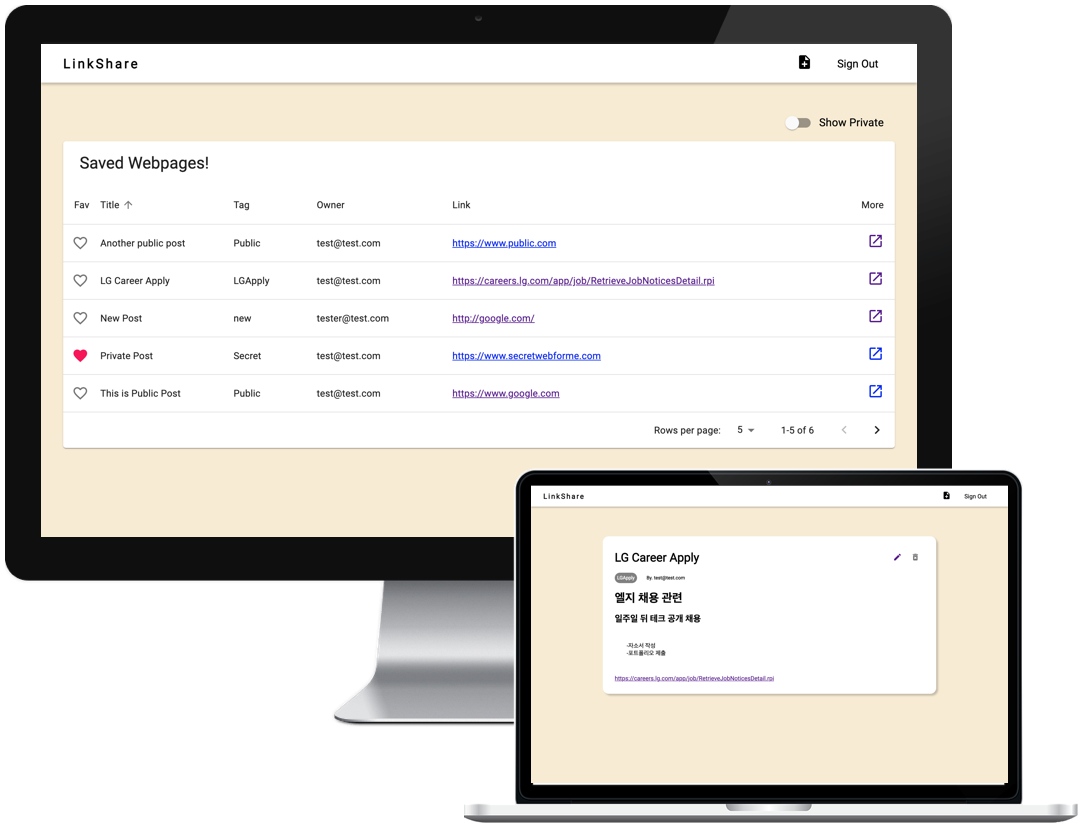 LinkShare
Sign Out
Show Private
Saved Webpages!
Fav Title Tag Owner Link More
Another public post Public test@test.com https://www.public.com
LG Career Apply LGApply test@test.com https://careers.lg.com/app/job/RetrieveJobNoticesDetail.rpi
New Post new tester@test.com http://google.com/
Private Post Secret test@test.com https://www.secretwebforme.com
This is Public Post Public test@test.com https://www.google.com
Rows per page: 5 1-5 of 6
LinkShare
Sign Out
LG Career Apply
LGApply By. test@test.com
엘지 채용 관련
일주일 뒤 테크 공개 채용
-자소서 작성
-포트폴리오 제출
https://careers.lg.com/app/job/RetrieveJobNoticesDetail.rpi